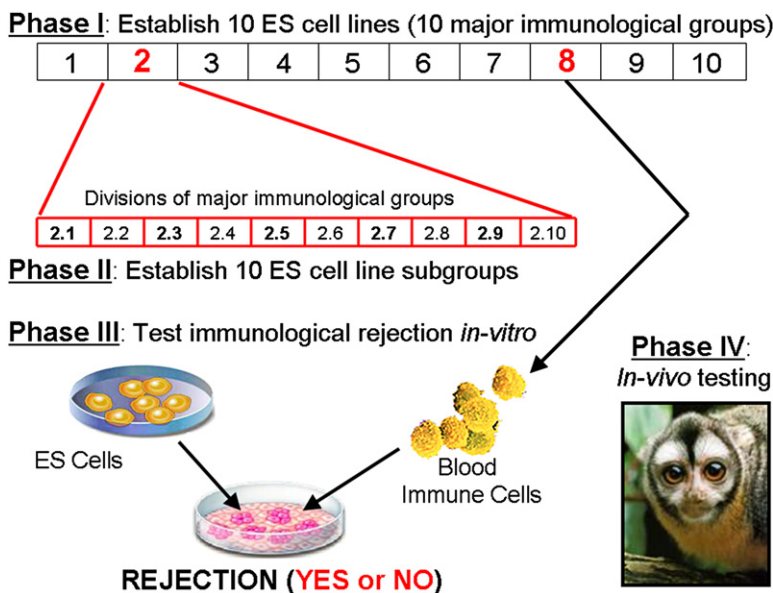 Phase I: Establish 10 ES cell lines (10 major immunological groups)
1 2 3 4 5 6 7 8 9 10
Divisions of major immunological groups
2.1 2.2 2.3 2.4 2.5 2.6 2.7 2.8 2.9 2.10
Phase II: Establish 10 ES cell line subgroups
Phase III: Test immunological rejection in-vitro
ES Cells
Blood
Immune Cells
REJECTION (YES or NO)
Phase IV:
In-vivo testing